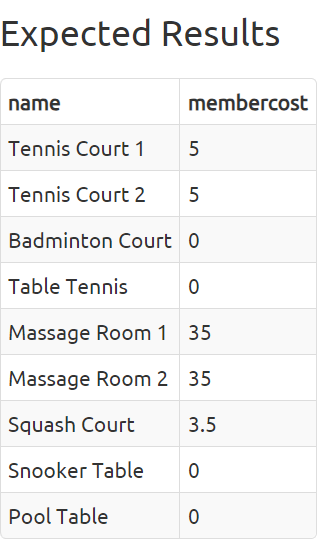 Expected Results
name membercost
Tennis Court 1 5
Tennis Court 2 5
Badminton Court 0
Table Tennis 0
Massage Room 1 35
Massage Room 2 35
Squash Court 3.5
Snooker Table 0
Pool Table 0